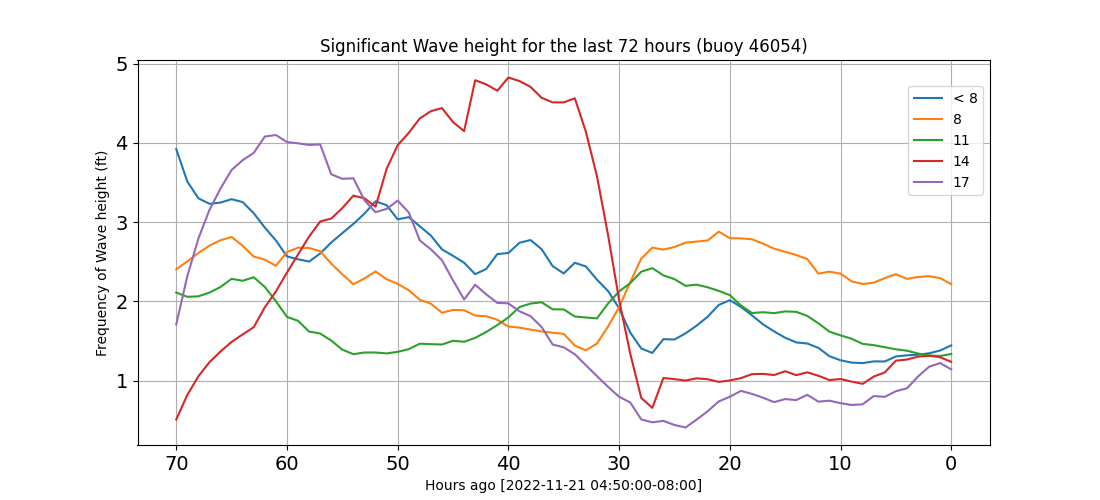 Significant Wave height for the last 72 hours (buoy 46054)
Frequency of Wave height (ft)
5
4
3
2
1
< 8
8
11
14
17
70 60 50 40 30 20 10 0
Hours ago [2022-11-21 04:50:00-08:00]